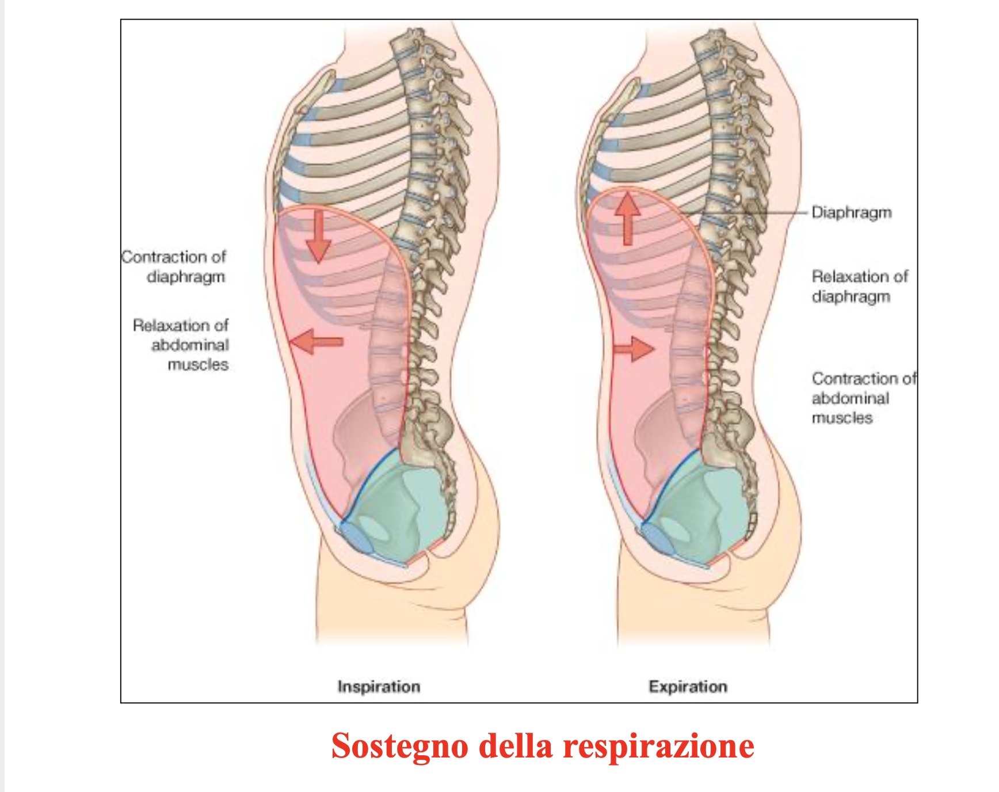 Contraction of
diaphragm
Relaxation of
abdominal
muscles
Diaphragm
Relaxation of
diaphragm
Contraction of
abdominal
muscles
Inspiration
Expiration
Sostegno della respirazione